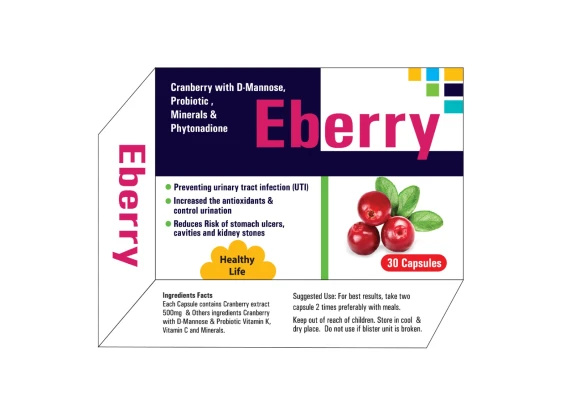 Cranberry with D-Mannose,
Probiotic ,
Minerals &
Phytonadione
Eberry
Eberry
Preventing urinary tract infection (UTI)
Increased the antioxidants &
control urination
Reduces Risk of stomach ulcers,
cavities and kidney stones
Healthy
Life
30 Capsules
Ingredients Facts
Each Capsule contains Cranberry extract
500mg & Others ingredients Cranberry
with D-Mannose & Probiotic Vitamin K,
Vitamin C and Minerals.
Suggested Use: For best results, take two
capsule 2 times preferably with meals.
Keep out of reach of children. Store in cool &
dry place. Do not use if blister unit is broken.